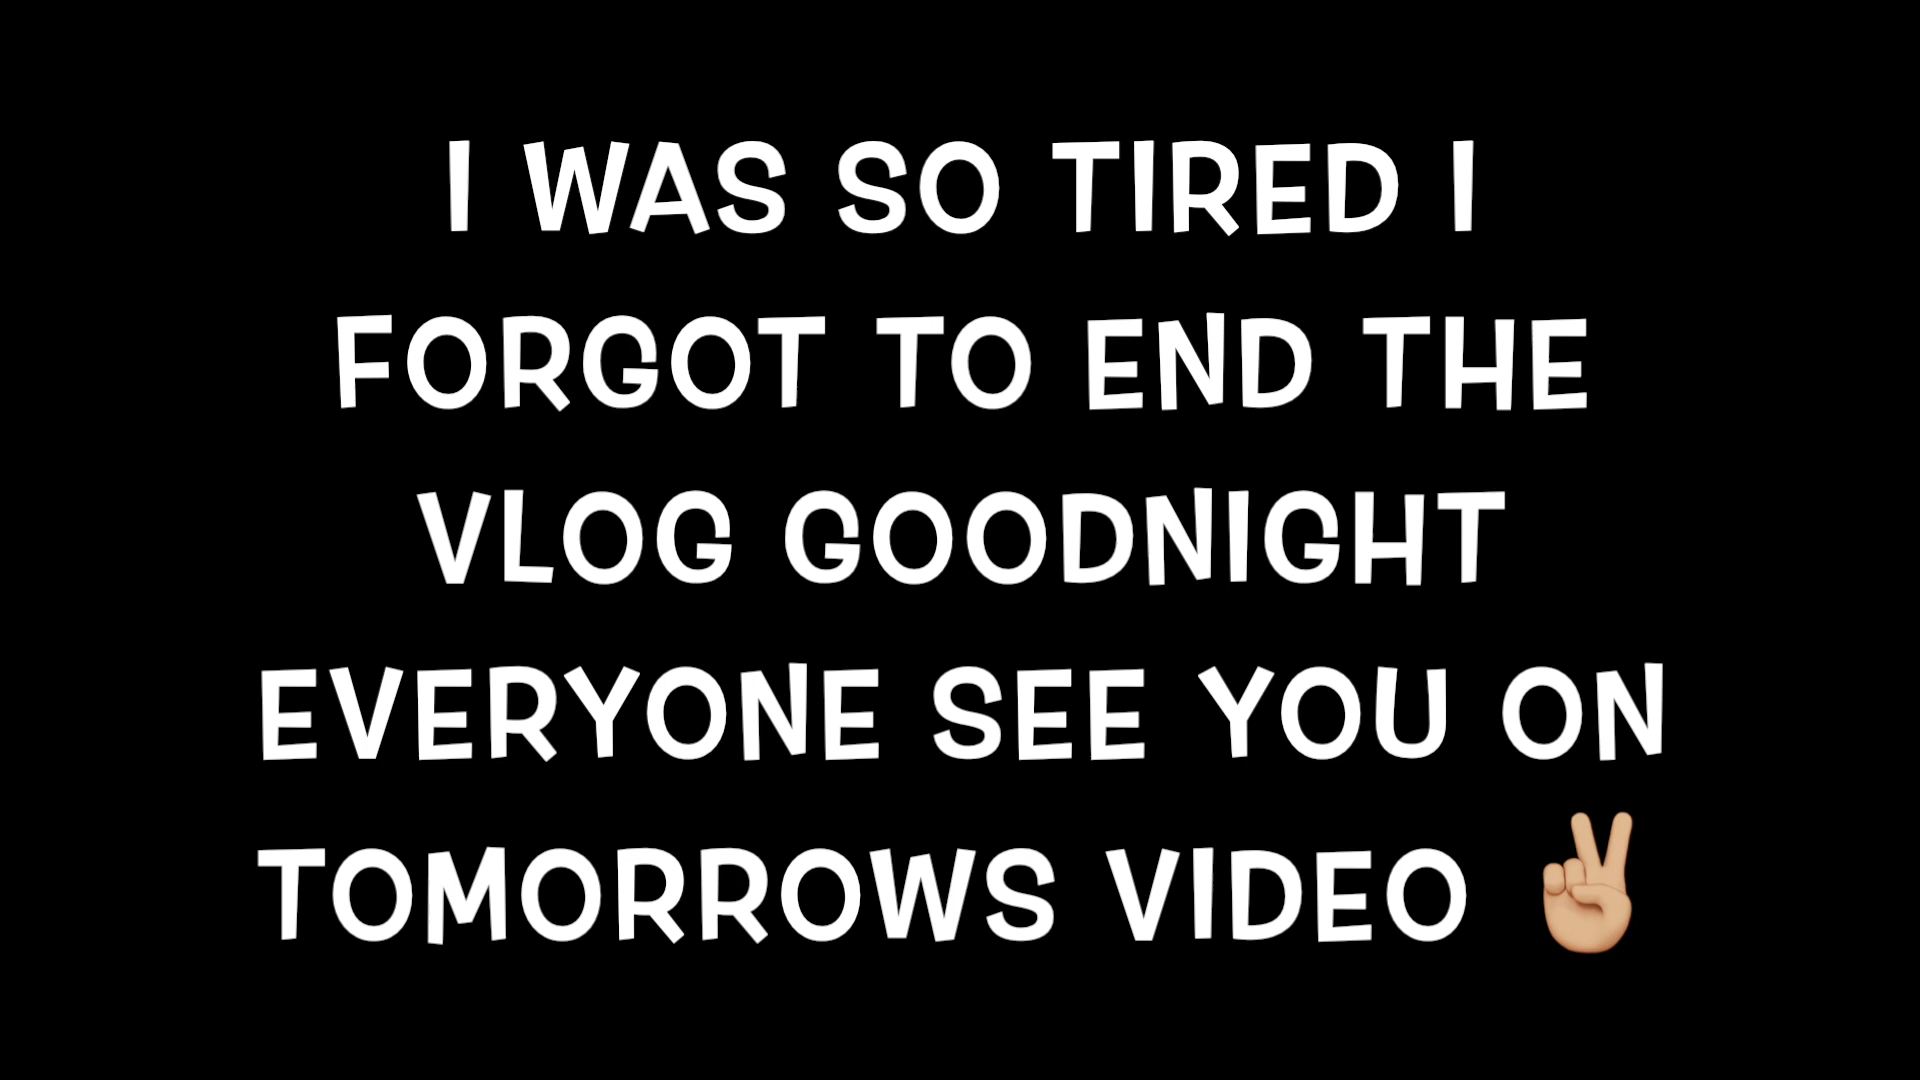 I WAS SO TIRED I
FORGOT TO END THE
VLOG GOODNIGHT
EVERYONE SEE YOU ON
TOMORROWS VIDEO ✌🏼